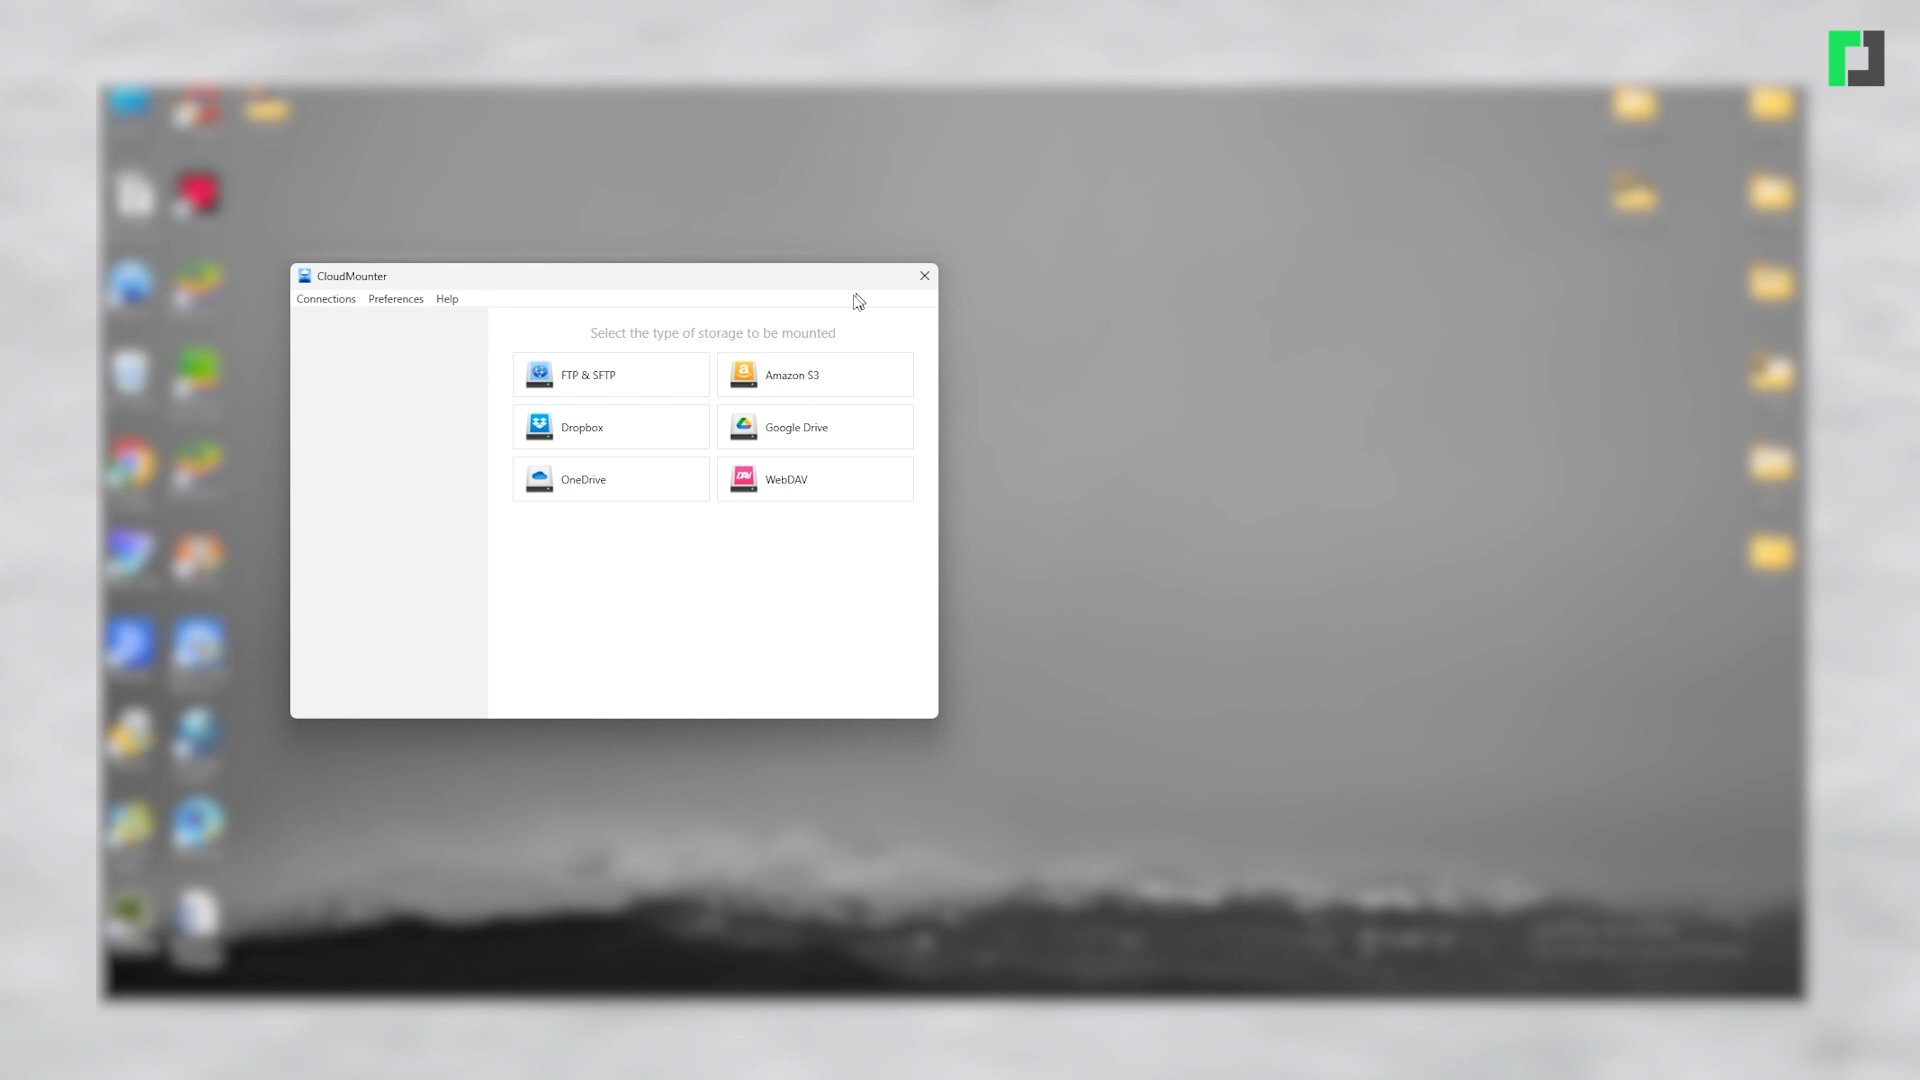 CloudMounter
Connections Preferences Help
Select the type of storage to be mounted
FTP & SFTP
Amazon S3
Dropbox
Google Drive
OneDrive
WebDAV